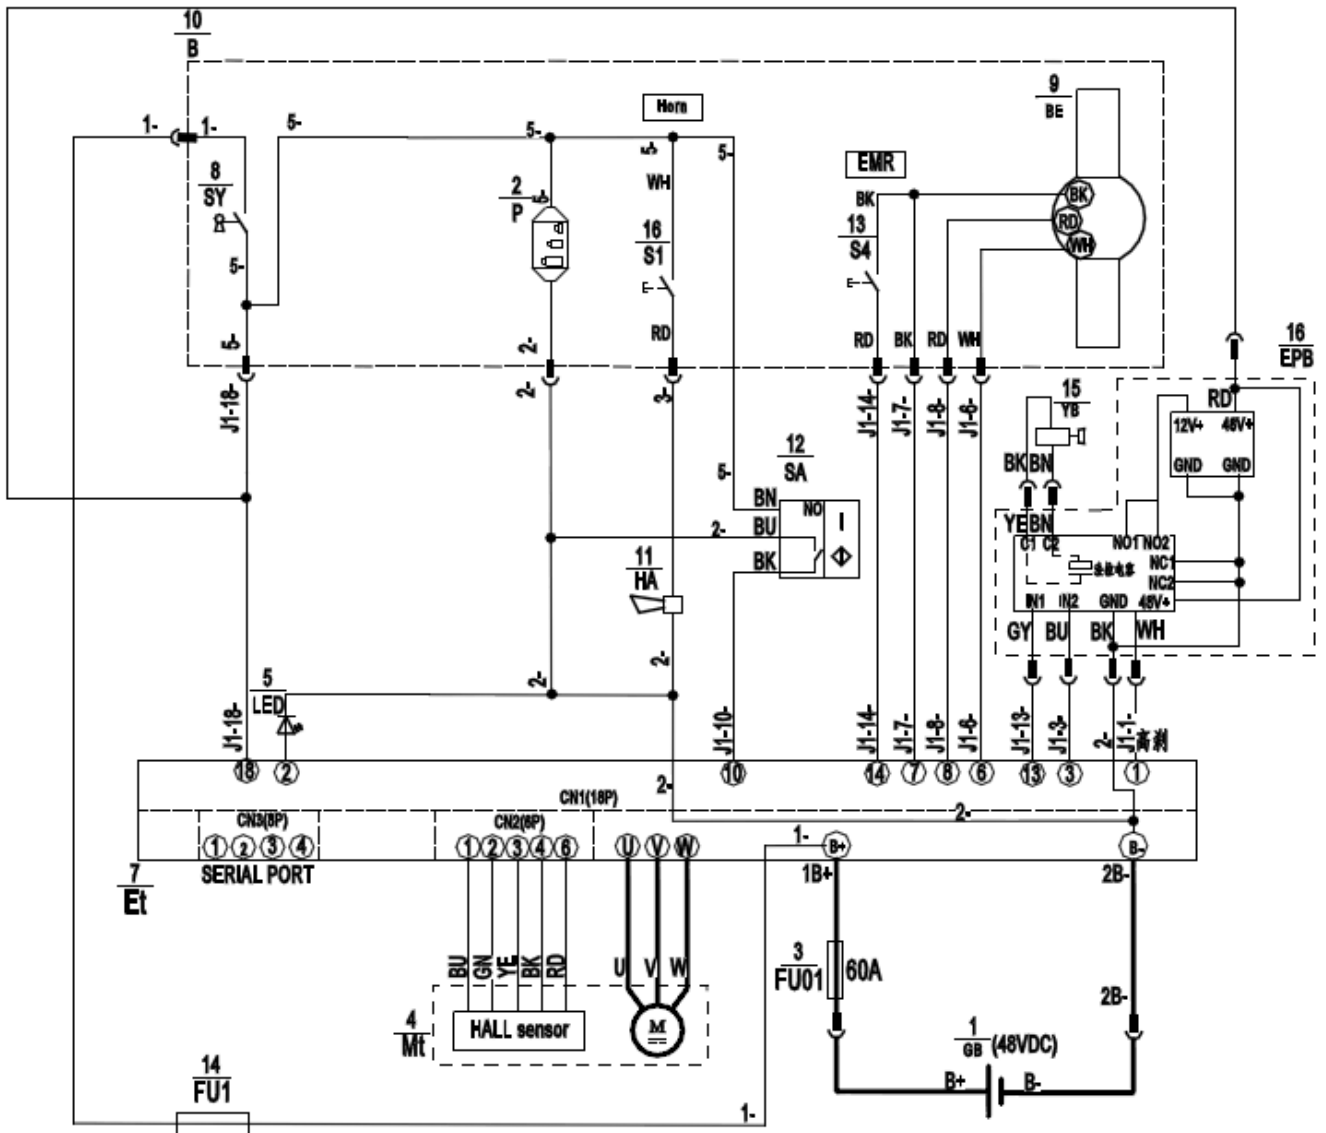 10
B
Horn
9
BE
1-
1-
5-
5-
5-
5-
EMR
8
SY
2
P
5-
WH
BK
BK
RD
WH
16
S1
13
S4
5-
5-
2-
RD
RD
BK
RD
WH
16
EPB
J1-18-
2-
3-
J1-14-
J1-7-
J1-8-
J1-6-
15
YB
RD
12V+
48V+
GND
GND
12
SA
5-
BK
BN
BN
NO
BU
2-
BK
YE
BN
C1
C2
NO1
NO2
NC1
NC2
11
HA
IN1
IN2
GND
48V+
GY
BU
BK
WH
2-
2-
5
LED
J1-18-
J1-10-
J1-14-
J1-7-
J1-8-
J1-6-
J1-13-
J1-3-
2-
J1-1-
高刹
18
2
10
14
7
8
6
13
3
1
2-
CN1(18P)
2-
CN3(8P)
CN2(6P)
1
2
3
4
1
2
3
4
6
U
V
W
1-
B+
B-
SERIAL PORT
1B+
2B-
7
Et
BU
GN
YE
BK
RD
U
V
W
3
FU01
60A
2B-
4
Mt
HALL sensor
M
1
GB
(48VDC)
B+
B-
14
FU1
1-